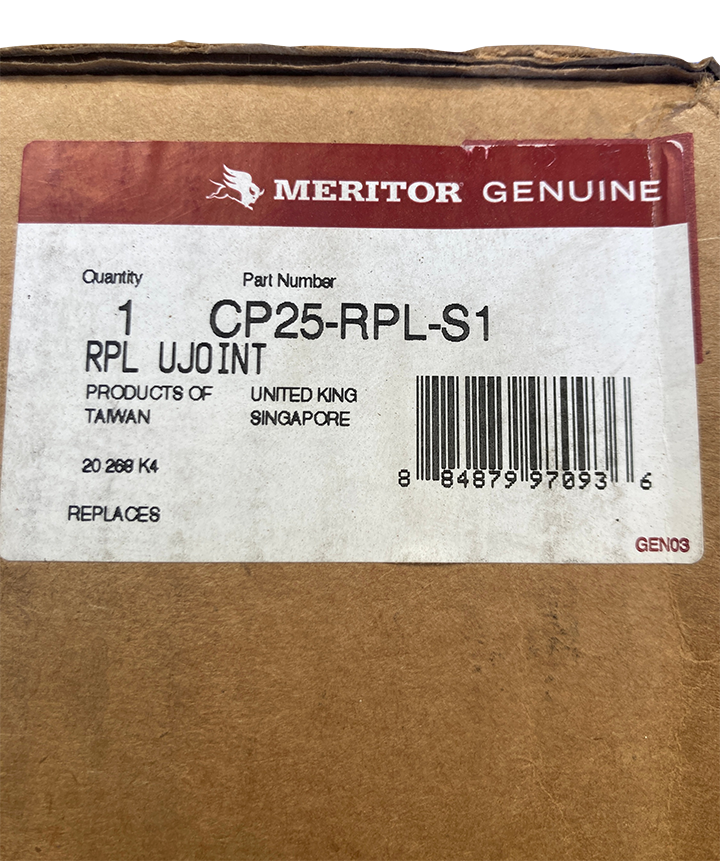 MERITOR GENUINE
Quantity Part Number
1 CP25-RPL-S1
RPL UJOINT
PRODUCTS OF UNITED KING
TAIWAN SINGAPORE
20 268 K4
8 84879 97093 6
REPLACES
GEN03